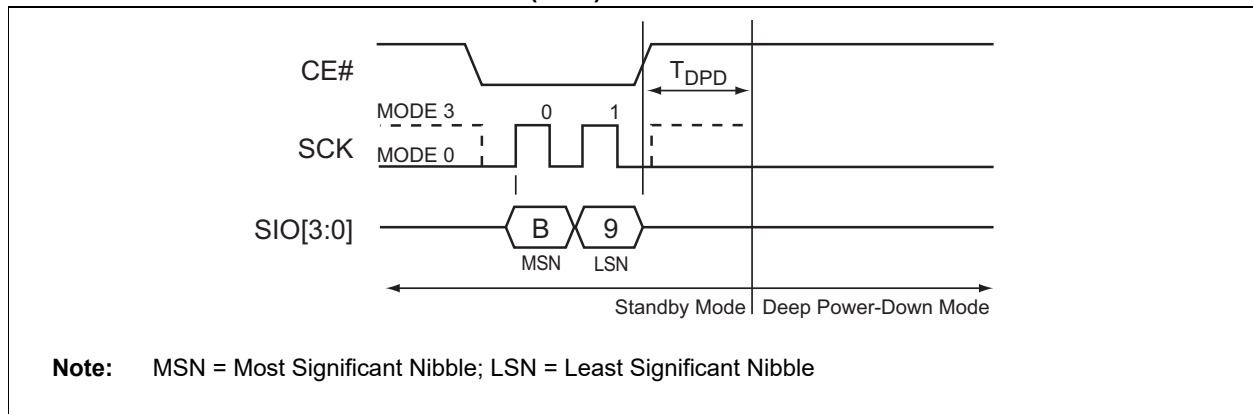 CE#
T_DPD
MODE 3 0 1
SCK MODE 0
SIO[3:0] B 9
MSN LSN
Standby Mode Deep Power-Down Mode
Note: MSN = Most Significant Nibble; LSN = Least Significant Nibble